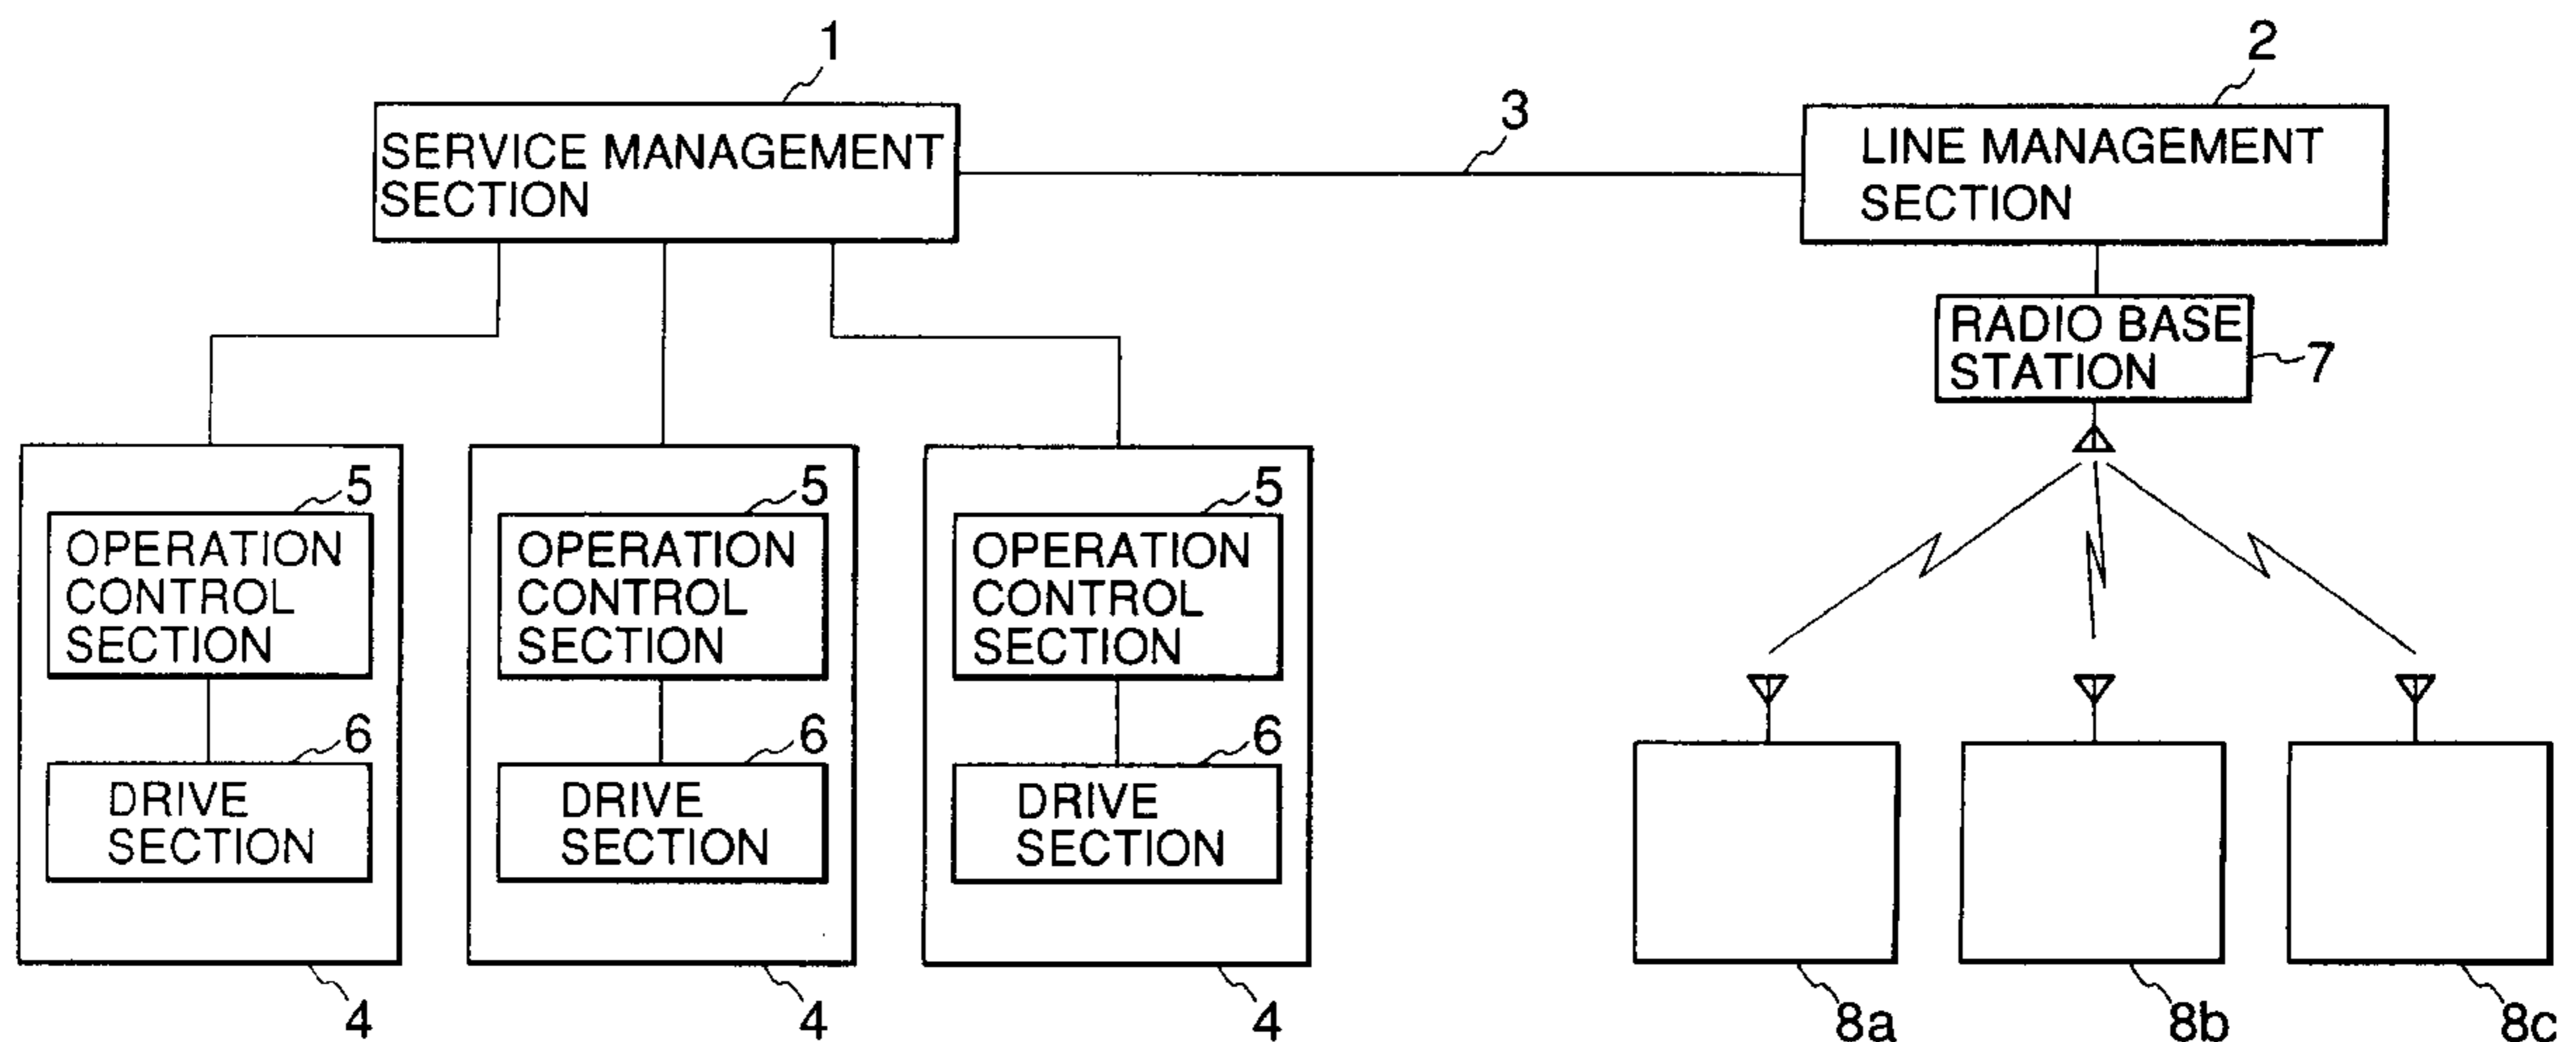 1
2
3
SERVICE MANAGEMENT
SECTION
LINE MANAGEMENT
SECTION
RADIO BASE
STATION
7
5
5
5
OPERATION
CONTROL
SECTION
OPERATION
CONTROL
SECTION
OPERATION
CONTROL
SECTION
6
6
6
DRIVE
SECTION
DRIVE
SECTION
DRIVE
SECTION
4
4
4
8a
8b
8c